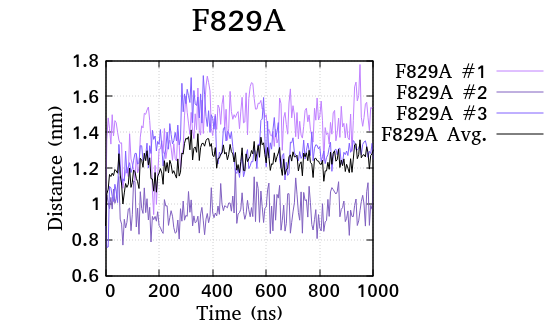 F829A
F829A #1
F829A #2
F829A #3
F829A Avg.
Distance (nm)
1.8
1.6
1.4
1.2
1
0.8
0.6
0 200 400 600 800 1000
Time (ns)